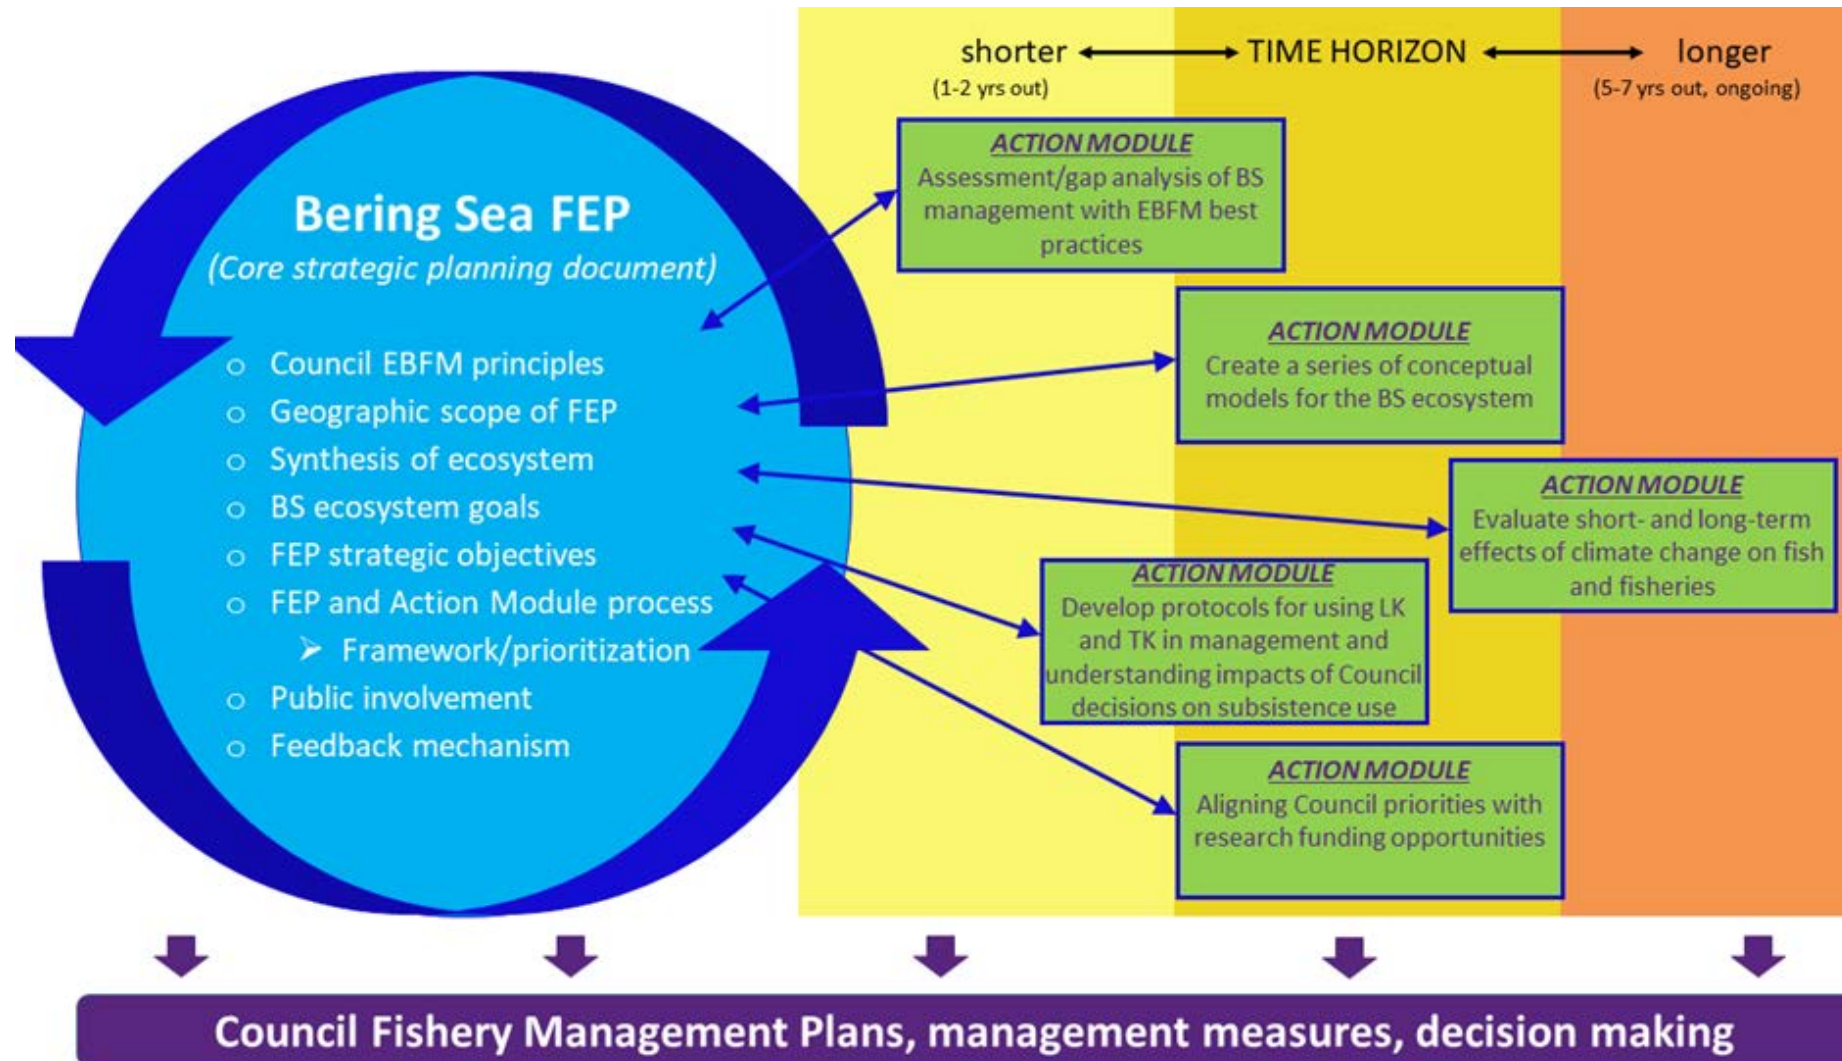 Bering Sea FEP
(Core strategic planning document)
o Council EBFM principles
o Geographic scope of FEP
o Synthesis of ecosystem
o BS ecosystem goals
o FEP strategic objectives
o FEP and Action Module process
➢ Framework/prioritization
o Public involvement
o Feedback mechanism
shorter
(1-2 yrs out)
TIME HORIZON
longer
(5-7 yrs out, ongoing)
ACTION MODULE
Assessment/gap analysis of BS
management with EBFM best
practices
ACTION MODULE
Create a series of conceptual
models for the BS ecosystem
ACTION MODULE
Evaluate short- and long-term
effects of climate change on fish
and fisheries
ACTION MODULE
Develop protocols for using LK
and TK in management and
understanding impacts of Council
decisions on subsistence use
ACTION MODULE
Aligning Council priorities with
research funding opportunities
Council Fishery Management Plans, management measures, decision making